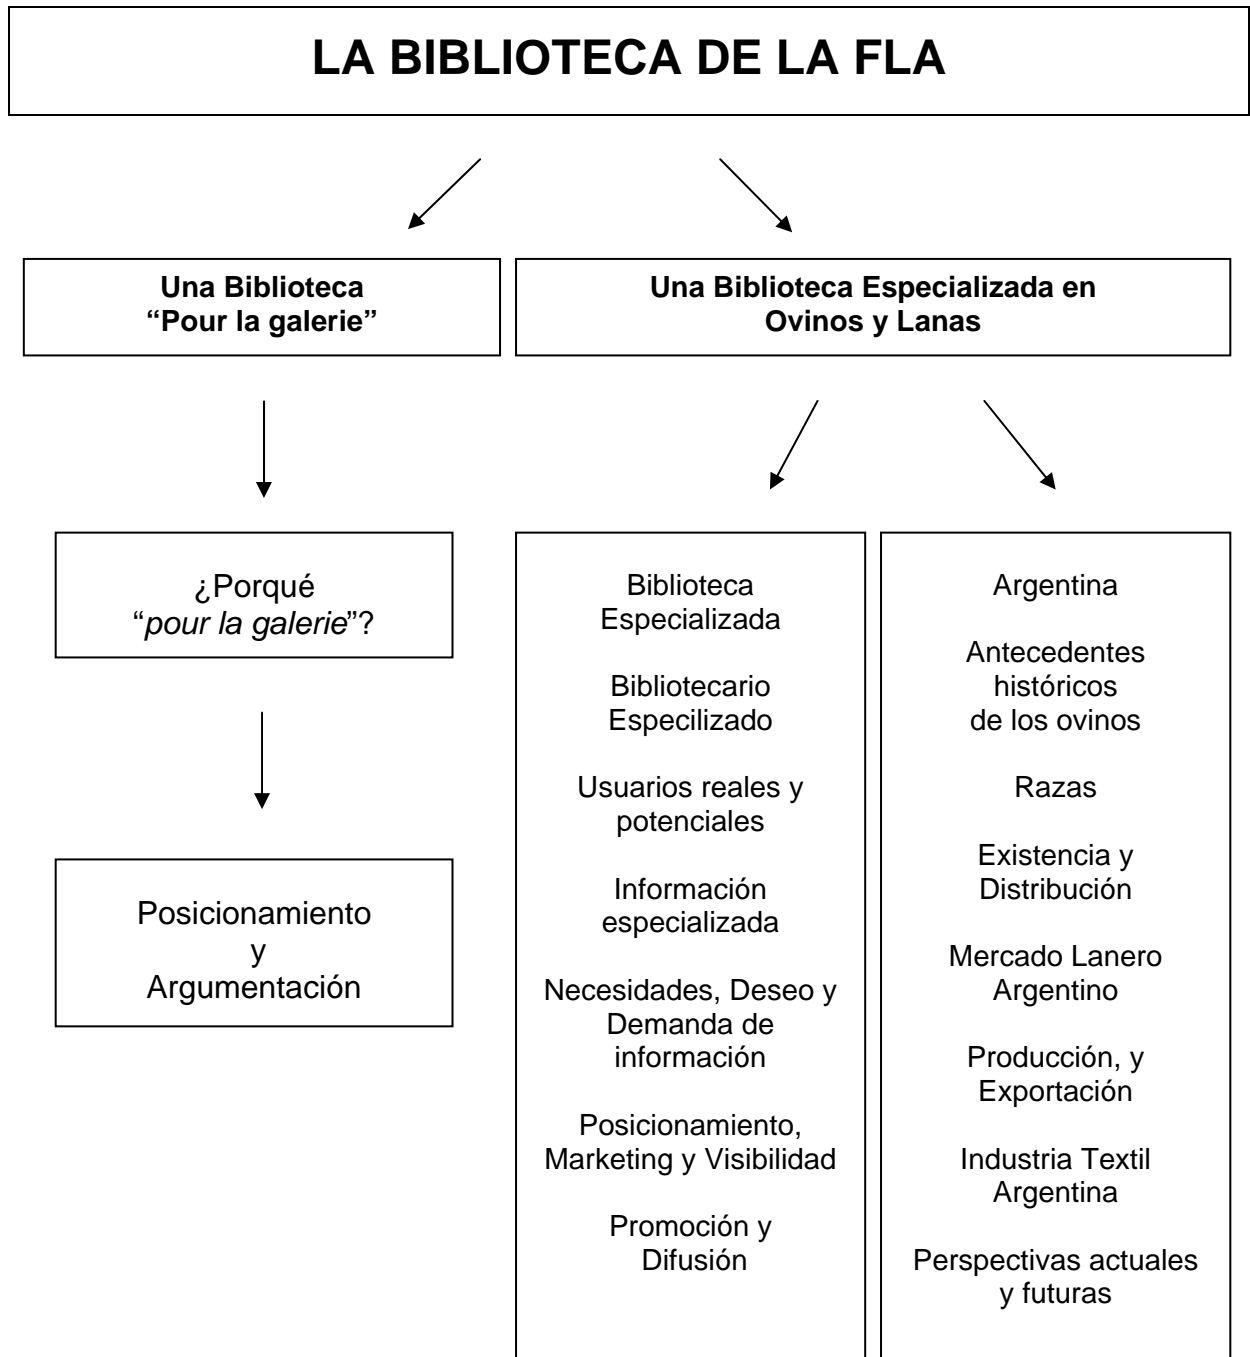 LA BIBLIOTECA DE LA FLA
Una Biblioteca
“Pour la galerie”
Una Biblioteca Especializada en
Ovinos y Lanas
¿Porqué
“pour la galerie”?
Posicionamiento
y
Argumentación
Biblioteca
Especializada
Bibliotecario
Especilizado
Usuarios reales y
potenciales
Información
especializada
Necesidades, Deseo y
Demanda de
información
Posicionamiento,
Marketing y Visibilidad
Promoción y
Difusión
Argentina
Antecedentes
históricos
de los ovinos
Razas
Existencia y
Distribución
Mercado Lanero
Argentino
Producción, y
Exportación
Industria Textil
Argentina
Perspectivas actuales
y futuras